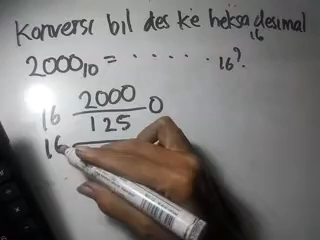 Konversi bil des ke heksa desimal
16
2000₁₀ = . . . . . . ₁₆?
16 2000 0
125
16